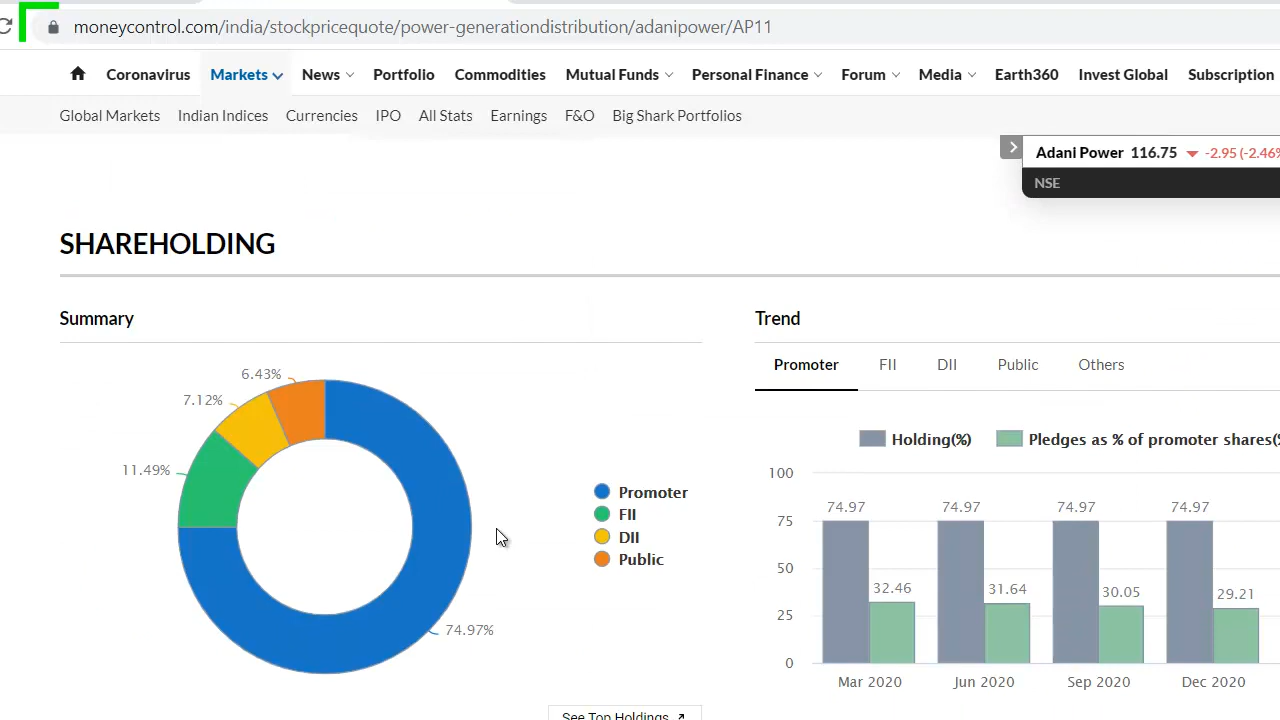 moneycontrol.com/india/stockpricequote/power-generationdistribution/adanipower/AP11
Coronavirus Markets News Portfolio Commodities Mutual Funds Personal Finance Forum Media Earth360 Invest Global Subscription
Global Markets Indian Indices Currencies IPO All Stats Earnings F&O Big Shark Portfolios
Adani Power 116.75 -2.95 (-2.46%
NSE
SHAREHOLDING
Summary
6.43%
7.12%
11.49%
74.97%
Promoter
FII
DII
Public
See Top Holdings
Trend
Promoter FII DII Public Others
Holding(%) Pledges as % of promoter shares(%
100
75
50
25
0
74.97 74.97 74.97 74.97
32.46 31.64 30.05 29.21
Mar 2020 Jun 2020 Sep 2020 Dec 2020